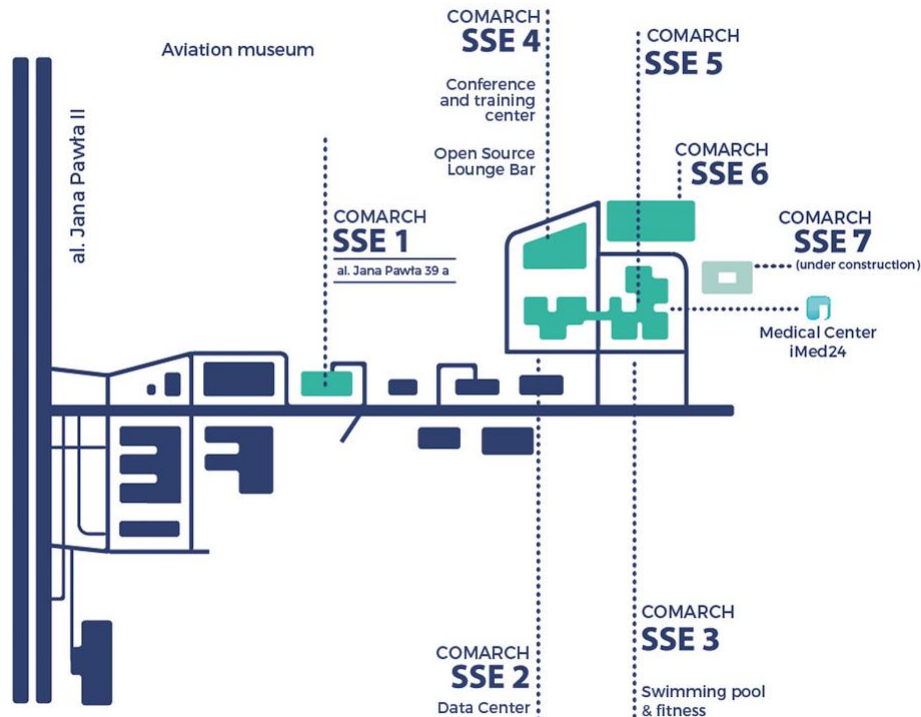 Aviation museum
al. Jana Pawła II
COMARCH
SSE 4
Conference
and training
center
Open Source
Lounge Bar
COMARCH
SSE 5
COMARCH
SSE 6
COMARCH
SSE 1
al. Jana Pawła 39 a
COMARCH
SSE 7
(under construction)
Medical Center
iMed24
COMARCH
SSE 2
Data Center
COMARCH
SSE 3
Swimming pool
& fitness